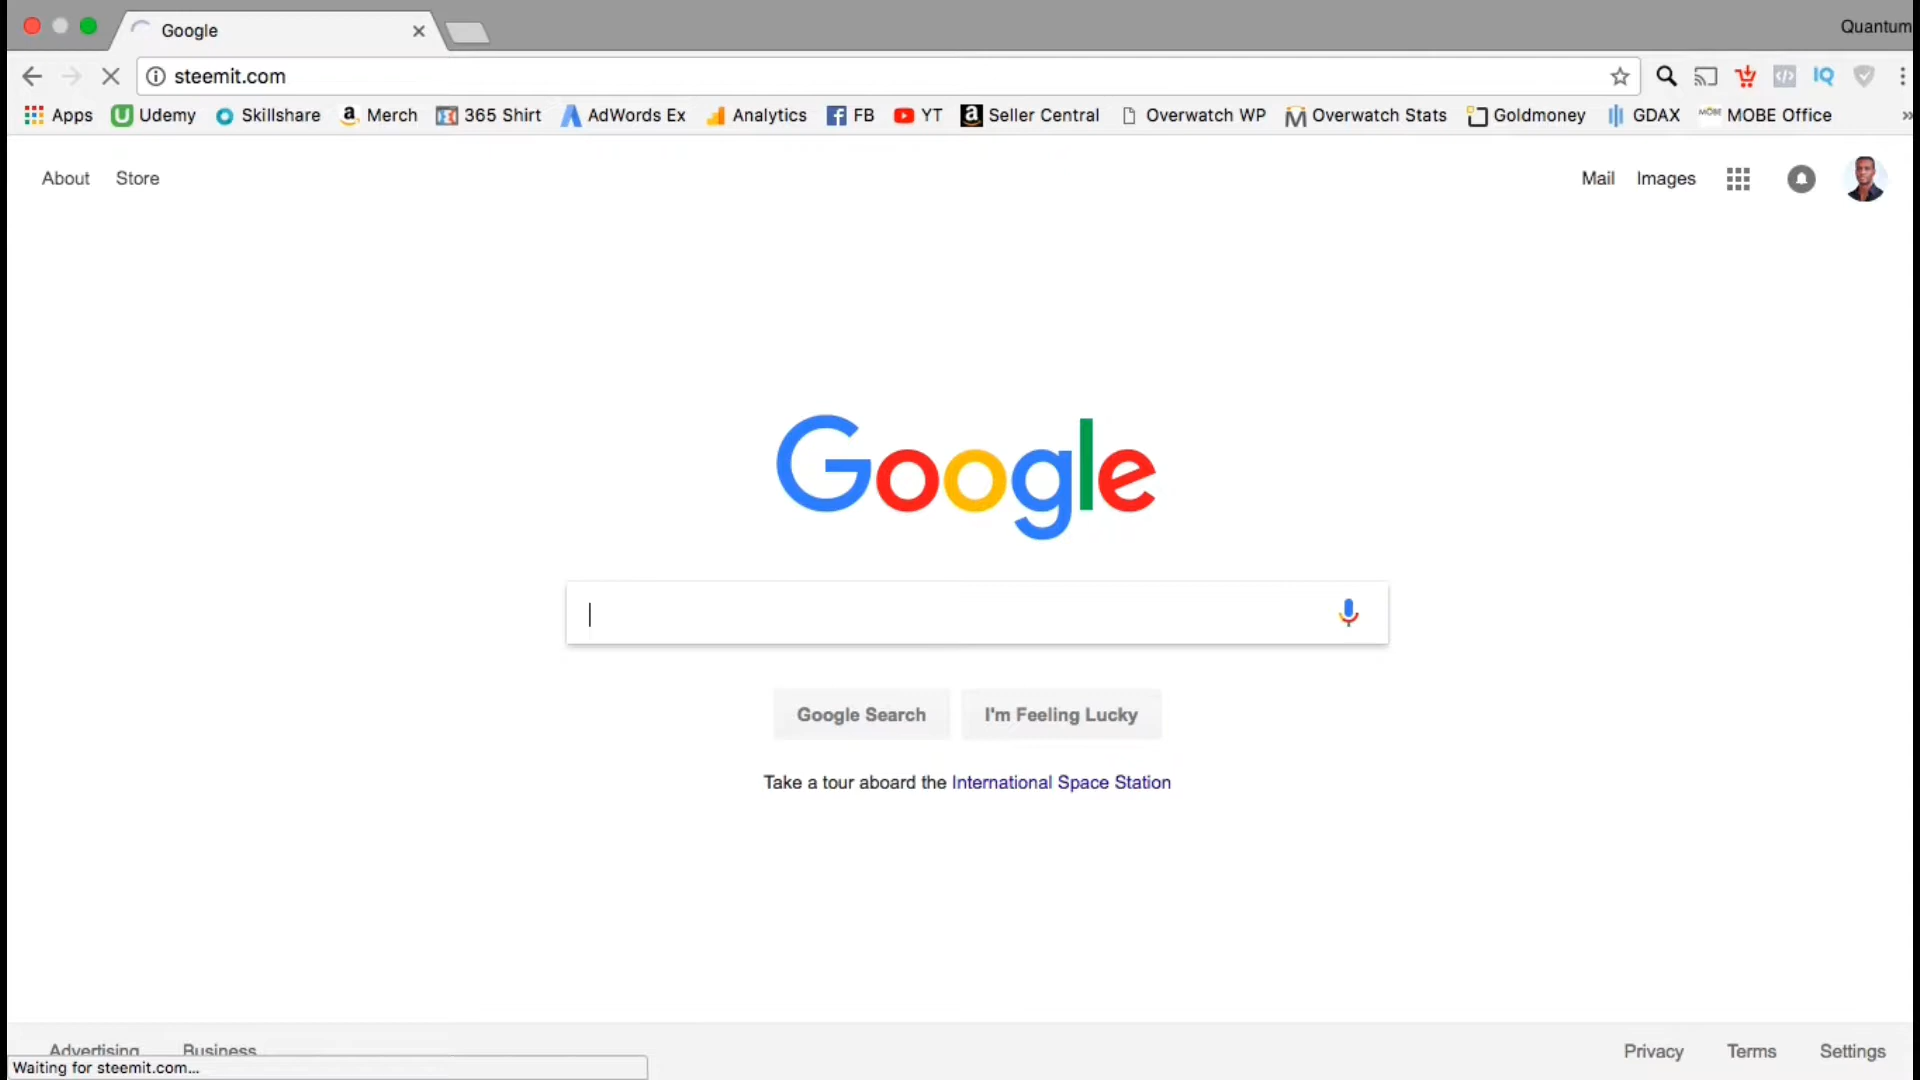 Google
Quantum
steemit.com
Apps Udemy Skillshare Merch 365 Shirt AdWords Ex Analytics FB YT Seller Central Overwatch WP Overwatch Stats Goldmoney GDAX MOBE Office
About Store Mail Images
Google
Google Search I'm Feeling Lucky
Take a tour aboard the International Space Station
Advertising Business Privacy Terms Settings
Waiting for steemit.com...